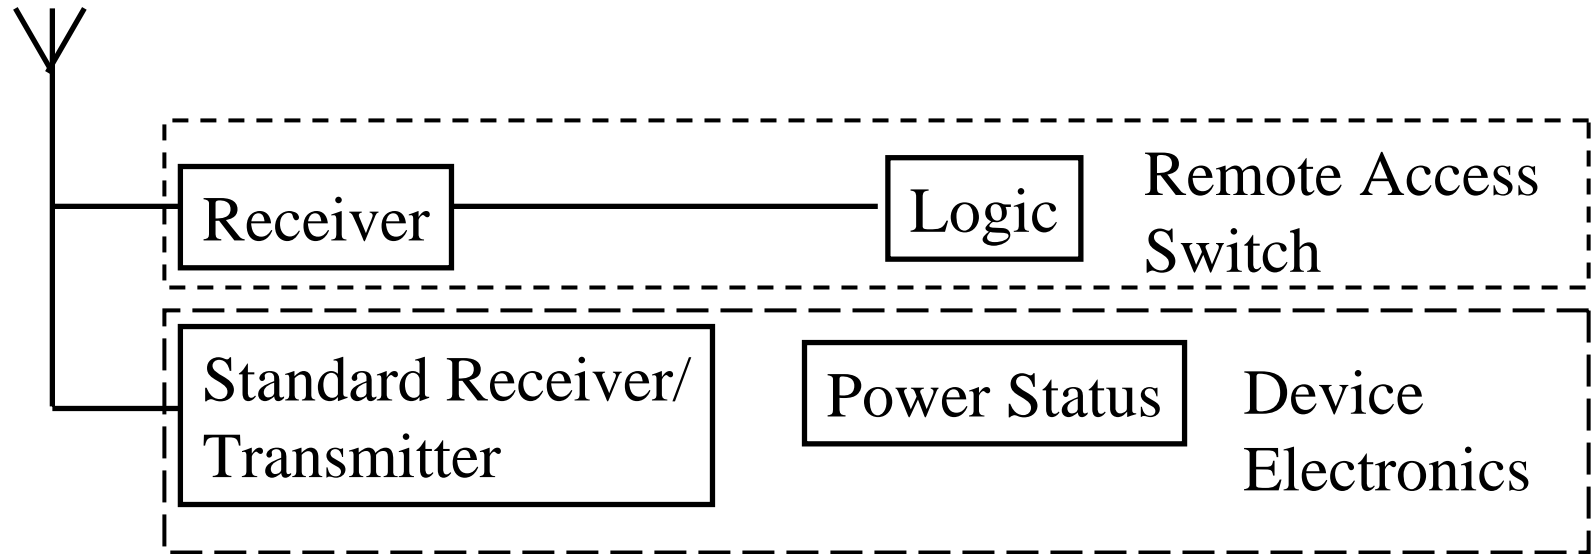 Receiver
Logic
Remote Access
Switch
Standard Receiver/
Transmitter
Power Status
Device
Electronics